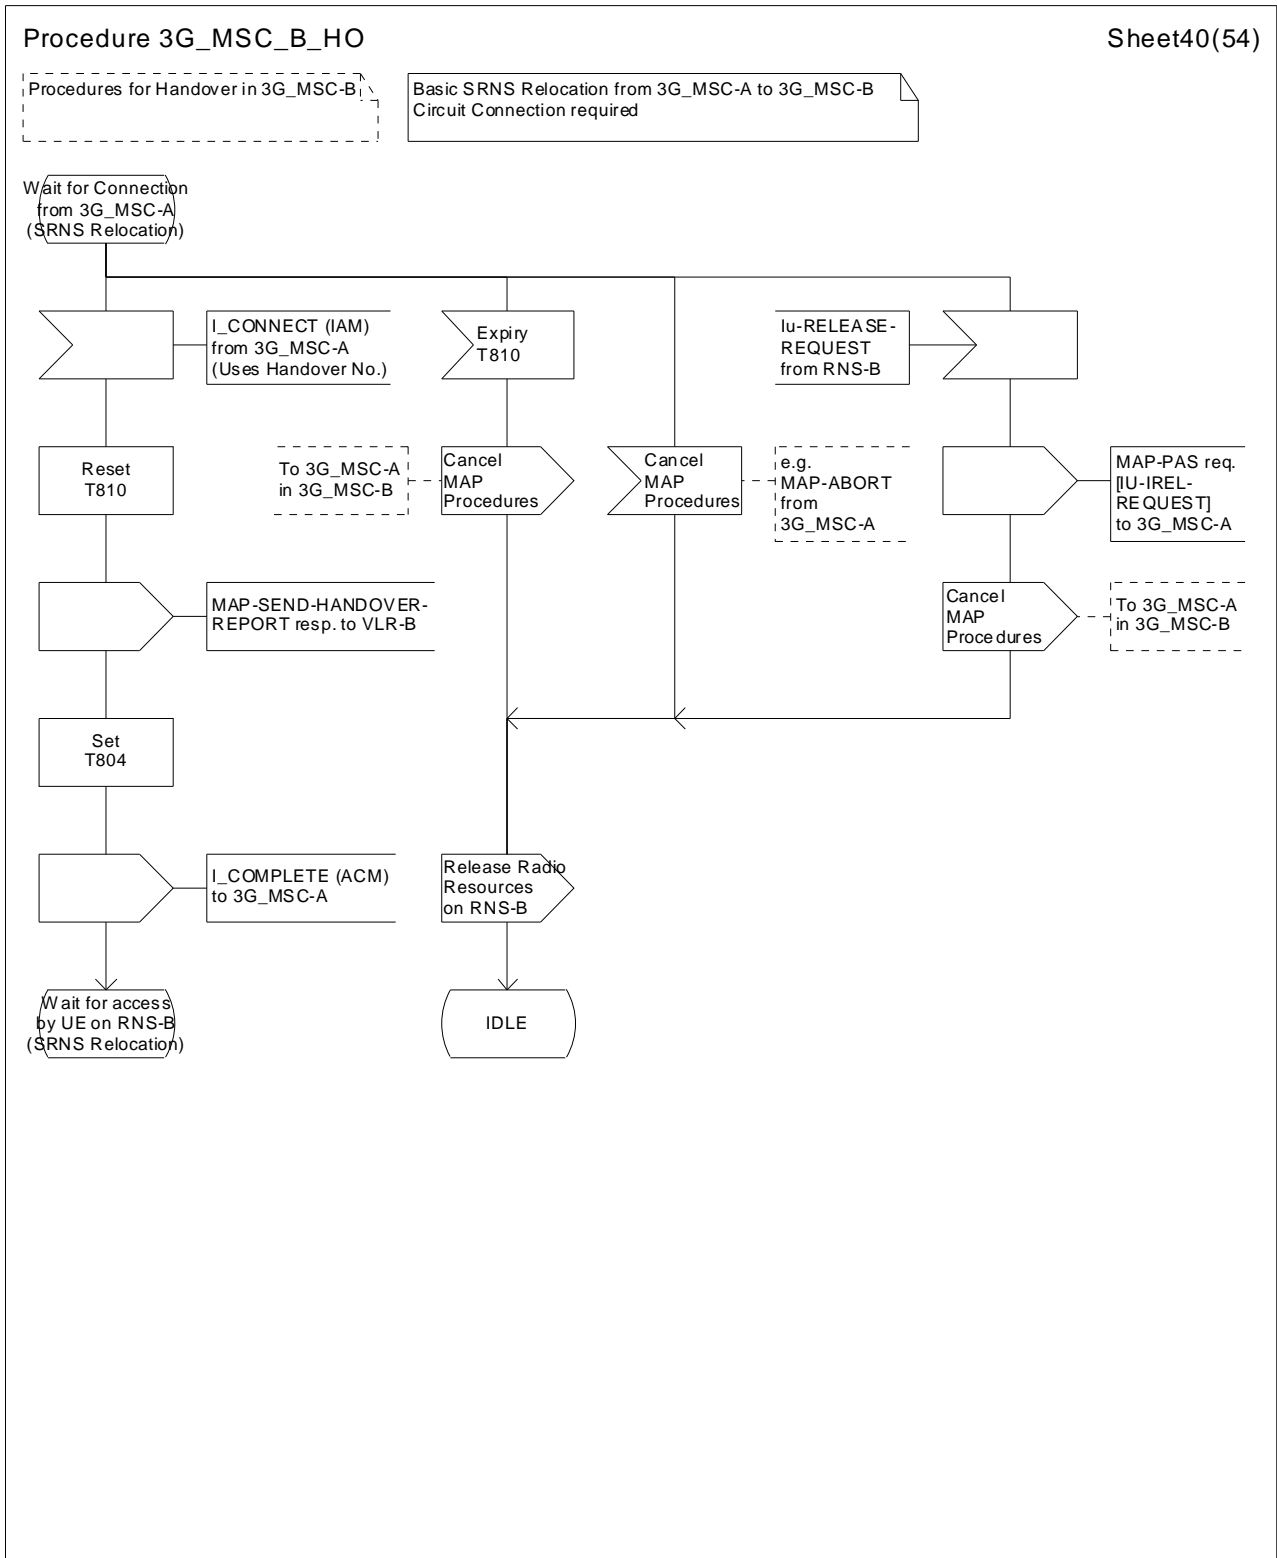 Procedure 3G_MSC_B_HO
Sheet40(54)
Procedures for Handover in 3G_MSC-B
Basic SRNS Relocation from 3G_MSC-A to 3G_MSC-B
Circuit Connection required
Wait for Connection
from 3G_MSC-A
(SRNS Relocation)
I_CONNECT (IAM)
from 3G_MSC-A
(Uses Handover No.)
Expiry
T810
Iu-RELEASE-
REQUEST
from RNS-B
Reset
T810
To 3G_MSC-A
in 3G_MSC-B
Cancel
MAP
Procedures
Cancel
MAP
Procedures
e.g.
MAP-ABORT
from
3G_MSC-A
MAP-PAS req.
[IU-IREL-
REQUEST]
to 3G_MSC-A
MAP-SEND-HANDOVER-
REPORT resp. to VLR-B
Cancel
MAP
Procedures
To 3G_MSC-A
in 3G_MSC-B
Set
T804
I_COMPLETE (ACM)
to 3G_MSC-A
Release Radio
Resources
on RNS-B
Wait for access
by UE on RNS-B
(SRNS Relocation)
IDLE